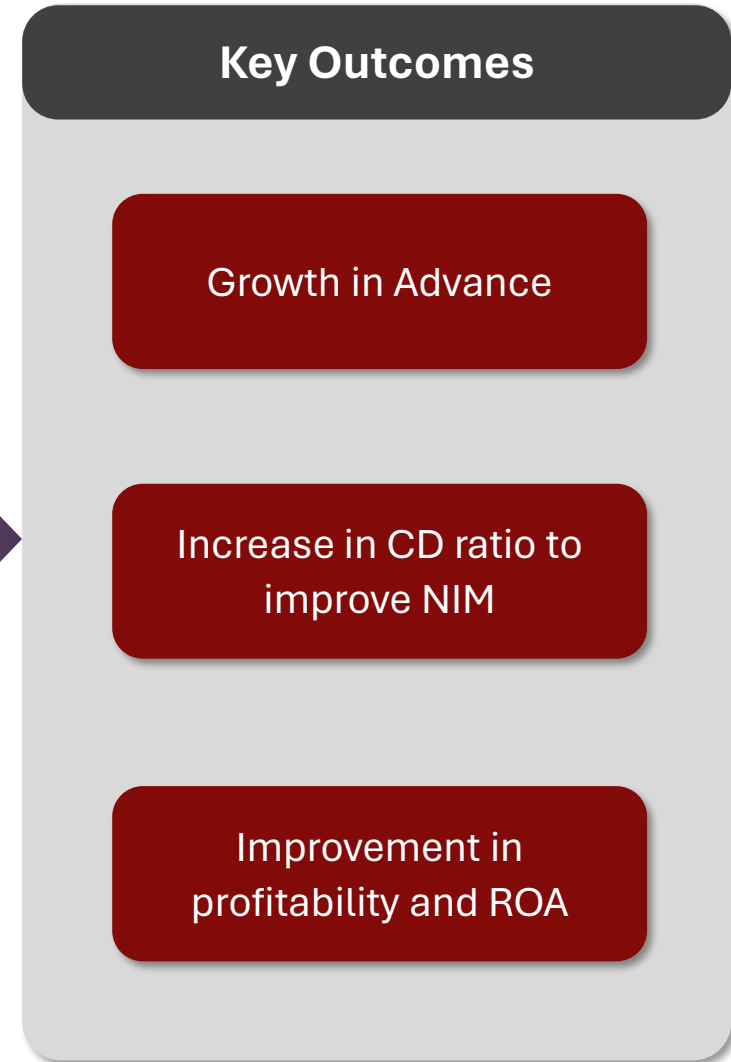 Key Outcomes
Growth in Advance
Increase in CD ratio to
improve NIM
Improvement in
profitability and ROA